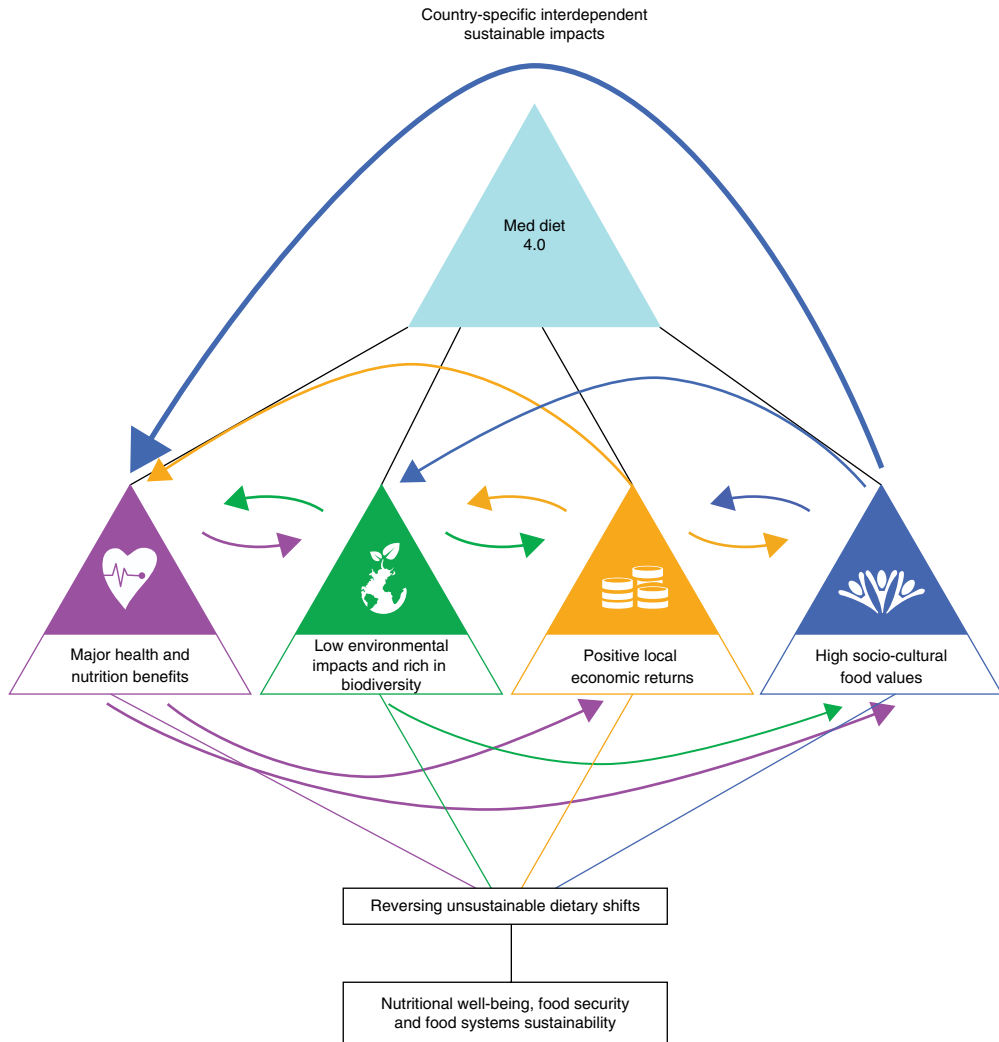 Country-specific interdependent
sustainable impacts
Med diet
4.0
Major health and
nutrition benefits
Low environmental
impacts and rich in
biodiversity
Positive local
economic returns
High socio-cultural
food values
Reversing unsustainable dietary shifts
Nutritional well-being, food security
and food systems sustainability